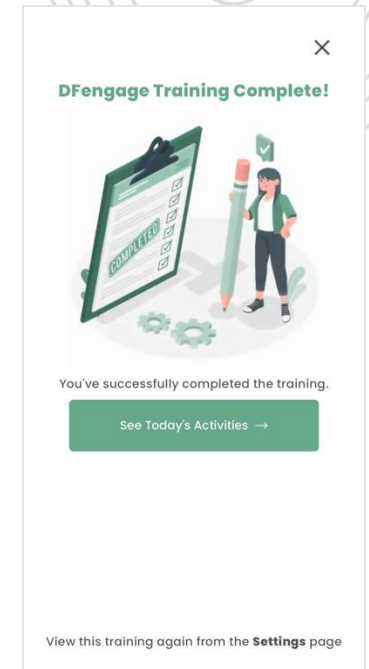 DFengage Training Complete!
COMPLETED
You've successfully completed the training.
See Today's Activities →
View this training again from the Settings page